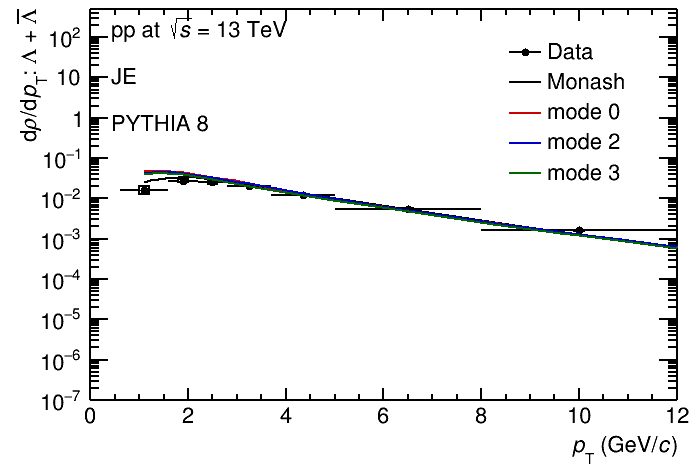 dρ/dp_T: Λ + Λ̅
pp at √s = 13 TeV
JE
PYTHIA 8
Data
Monash
mode 0
mode 2
mode 3
10²
10
1
10⁻¹
10⁻²
10⁻³
10⁻⁴
10⁻⁵
10⁻⁶
10⁻⁷
0 2 4 6 8 10 12
p_T (GeV/c)